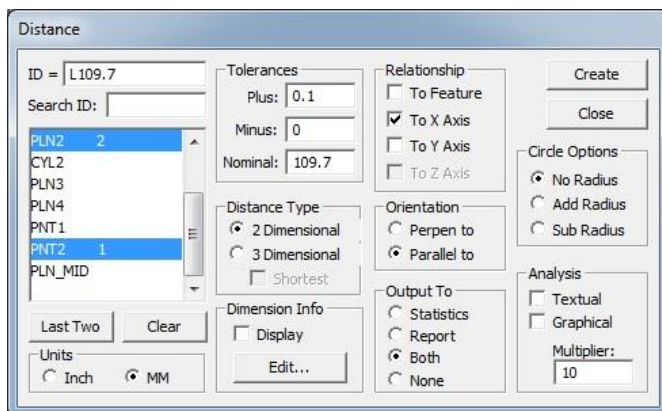 Distance
ID = L109.7
Search ID:
PLN2 2
CYL2
PLN3
PLN4
PNT1
PNT2 1
PLN_MID
Last Two Clear
Units
Inch MM
Tolerances
Plus: 0.1
Minus: 0
Nominal: 109.7
Distance Type
2 Dimensional
3 Dimensional
Shortest
Dimension Info
Display
Edit...
Relationship
To Feature
To X Axis
To Y Axis
To Z Axis
Orientation
Perpen to
Parallel to
Output To
Statistics
Report
Both
None
Create
Close
Circle Options
No Radius
Add Radius
Sub Radius
Analysis
Textual
Graphical
Multiplier:
10